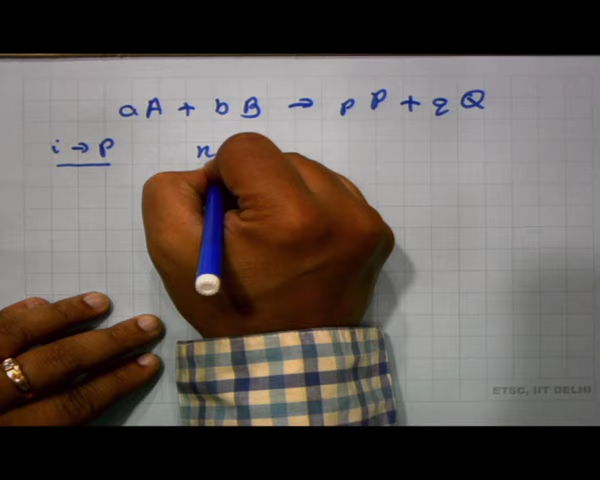 aA + bB → pP + qQ
i → P n
ETSC, IIT DELHI